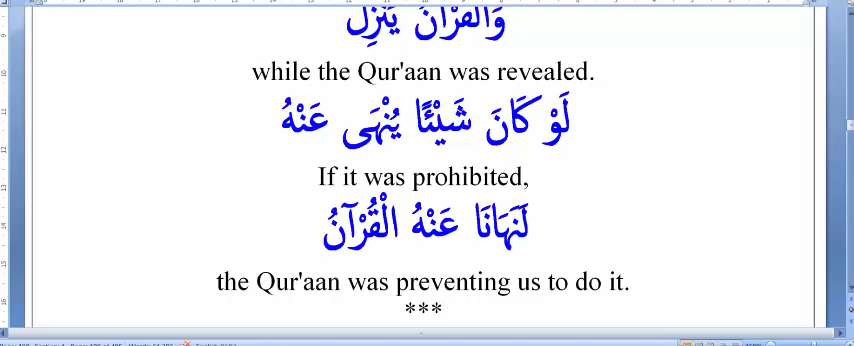 وَالْقُرْآنُ يَنْزِلُ
while the Qur'aan was revealed.
لَوْ كَانَ شَيْئًا يُنْهَى عَنْهُ
If it was prohibited,
لَنَهَانَا عَنْهُ الْقُرْآنُ
the Qur'aan was preventing us to do it.
***